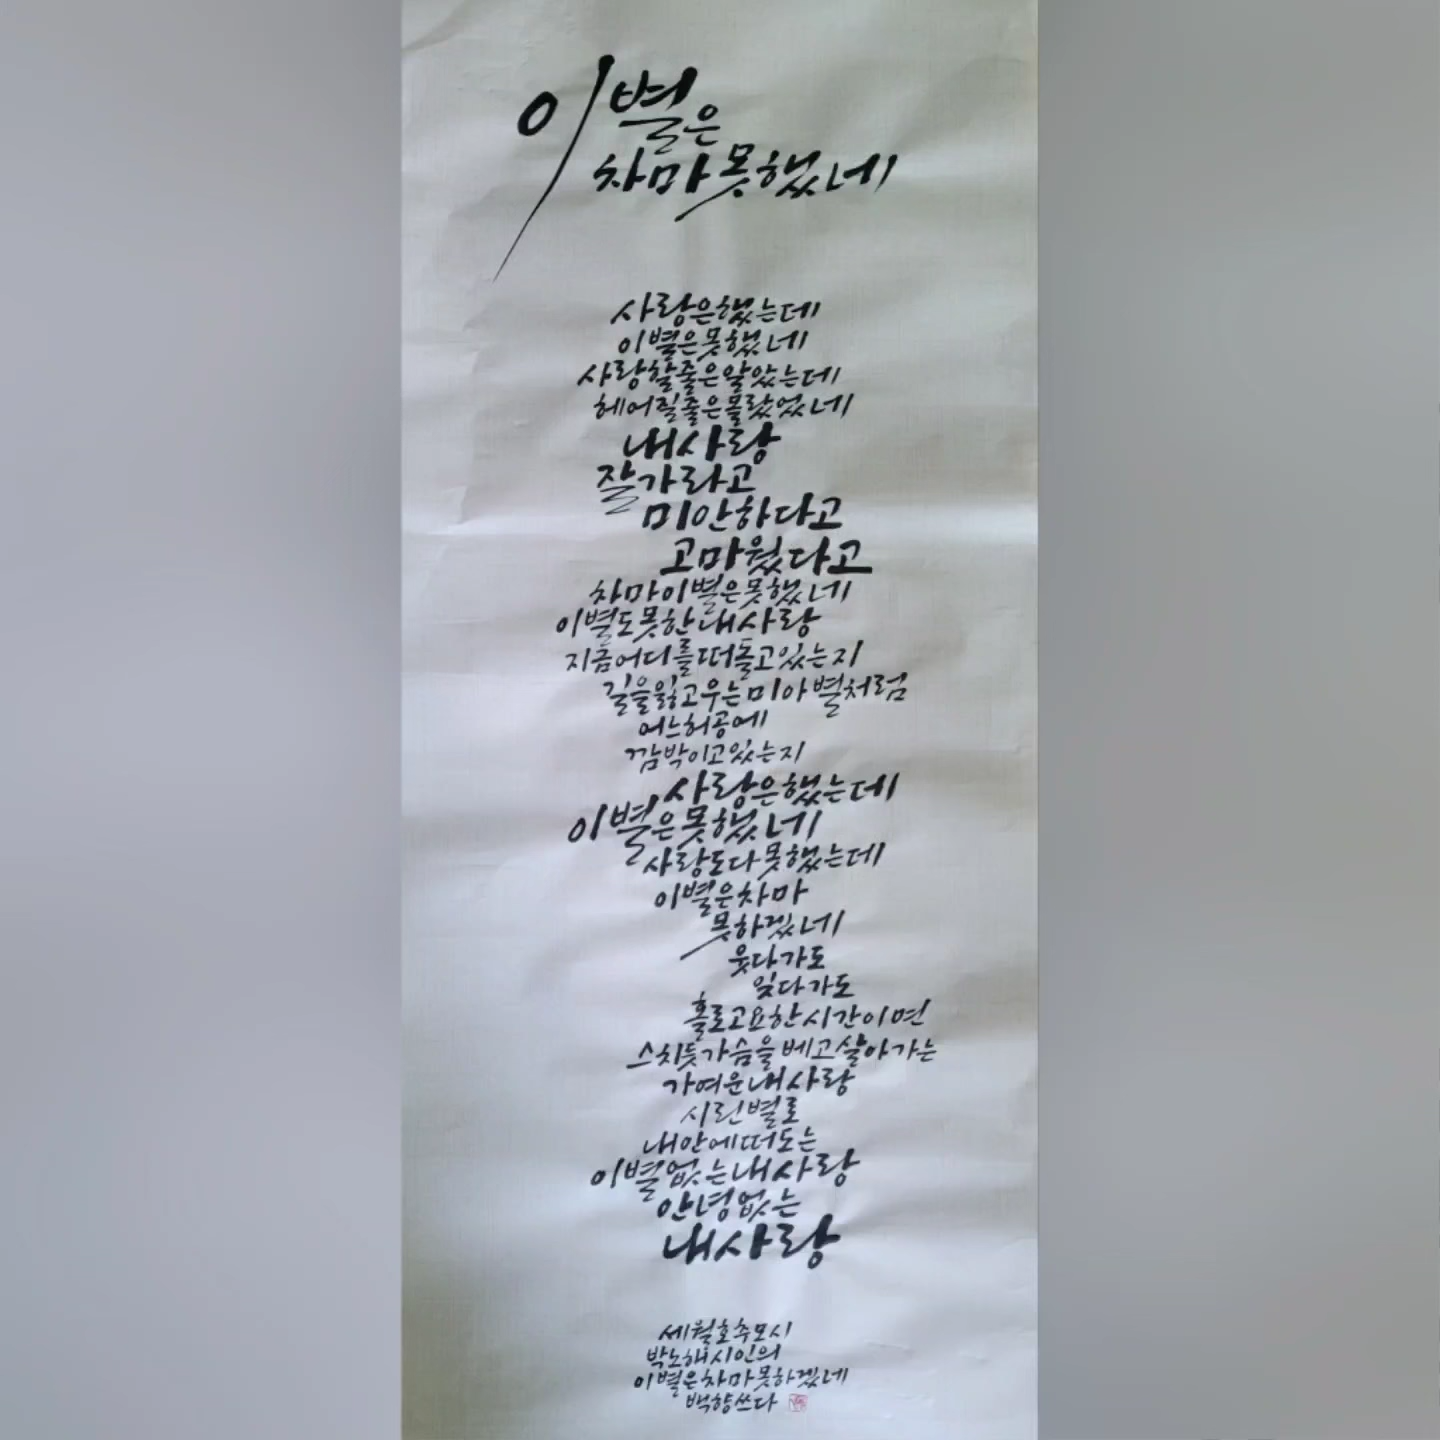 이별은
차마 못했네
사랑은 했는데
이별은 못했네
사랑할 줄은 알았는데
헤어질 줄은 몰랐었네
내 사랑
잘 가라고
미안하다고
고마웠다고
차마 이별은 못했네
이별도 못한 내 사랑
지금 어디를 떠돌고 있는지
길을 잃고 우는 미아 별처럼
어느 허공에
깜박이고 있는지
사랑은 했는데
이별은 못했네
사랑도 다 못했는데
이별은 차마
못하겠네
웃다가도
잊다가도
홀로 고요한 시간이면
스치듯 가슴을 베고 살아가는
가여운 내 사랑
시린 별로
내 안에 떠도는
이별 없는 내 사랑
안녕 없는
내 사랑
세월호 추모시
박노해 시인의
이별은 차마 못하겠네
백향 쓰다